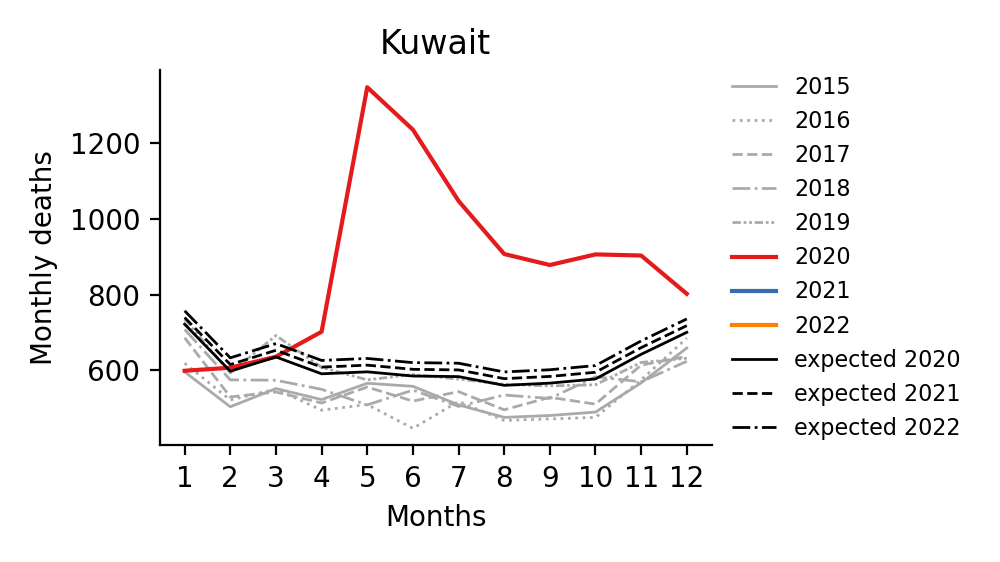 Kuwait
Monthly deaths
1200
1000
800
600
1 2 3 4 5 6 7 8 9 10 11 12
Months
2015
2016
2017
2018
2019
2020
2021
2022
expected 2020
expected 2021
expected 2022